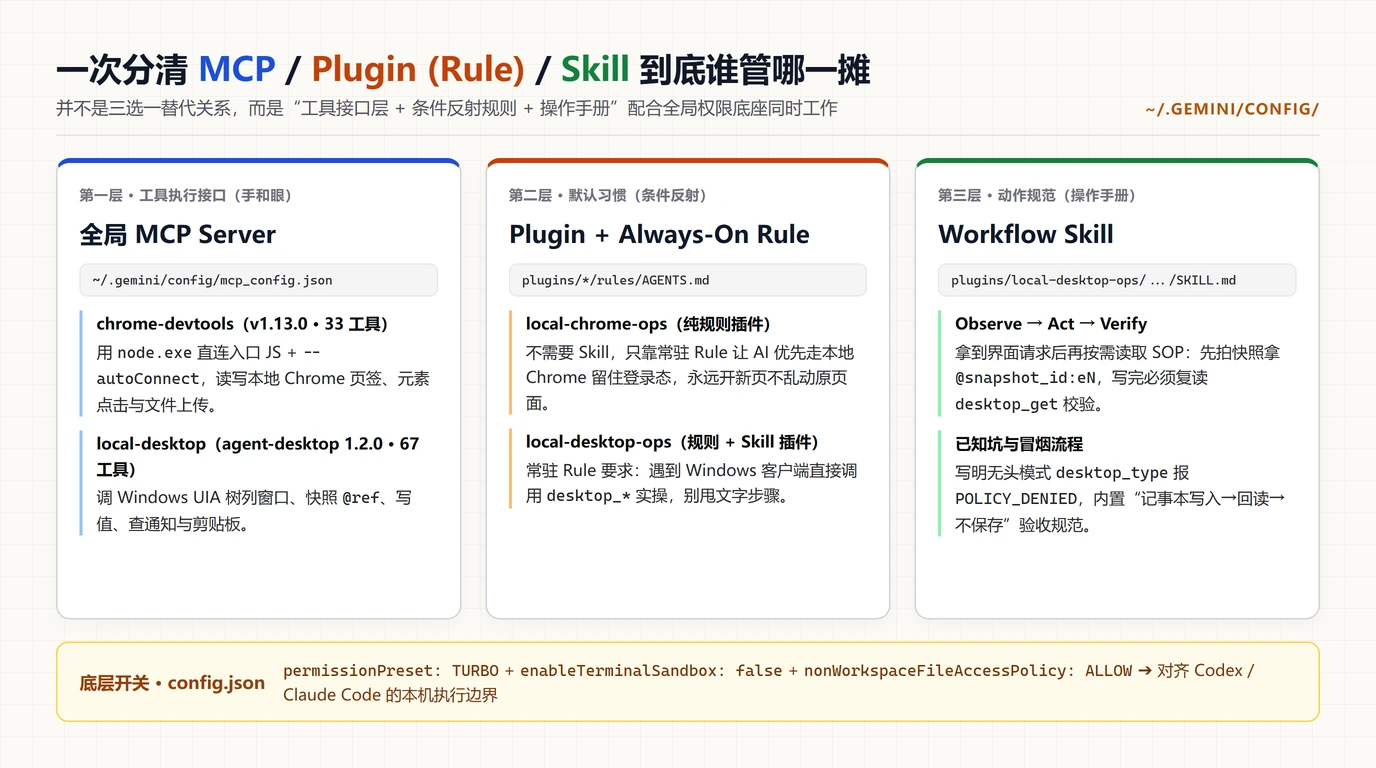 一次分清 MCP / Plugin (Rule) / Skill 到底谁管哪一摊
并不是三选一替代关系，而是“工具接口层 + 条件反射规则 + 操作手册”配合全局权限底座同时工作
~/.GEMINI/CONFIG/
第一层 • 工具执行接口（手和眼）
全局 MCP Server
~/.gemini/config/mcp_config.json
chrome-devtools（v1.13.0 • 33 工具）
用 node.exe 直连入口 JS + --
autoConnect，读写本地 Chrome 页签、元素
点击与文件上传。
local-desktop（agent-desktop 1.2.0 • 67
工具）
调 Windows UIA 树列窗口、快照 @ref、写
值、查通知与剪贴板。
第二层 • 默认习惯（条件反射）
Plugin + Always-On Rule
plugins/*/rules/AGENTS.md
local-chrome-ops（纯规则插件）
不需要 Skill，只靠常驻 Rule 让 AI 优先走本地
Chrome 留住登录态，永远开新页不乱动原页
面。
local-desktop-ops（规则 + Skill 插件）
常驻 Rule 要求：遇到 Windows 客户端直接调
用 desktop_* 实操，别甩文字步骤。
第三层 • 动作规范（操作手册）
Workflow Skill
plugins/local-desktop-ops/.../SKILL.md
Observe → Act → Verify
拿到界面请求后再按需读取 SOP：先拍快照拿
@snapshot_id:eN，写完必须复读
desktop_get 校验。
已知坑与冒烟流程
写明无头模式 desktop_type 报
POLICY_DENIED，内置“记事本写入→回读→
不保存”验收规范。
底层开关 • config.json
permissionPreset: TURBO + enableTerminalSandbox: false + nonWorkspaceFileAccessPolicy: ALLOW ➔ 对齐 Codex /
Claude Code 的本机执行边界